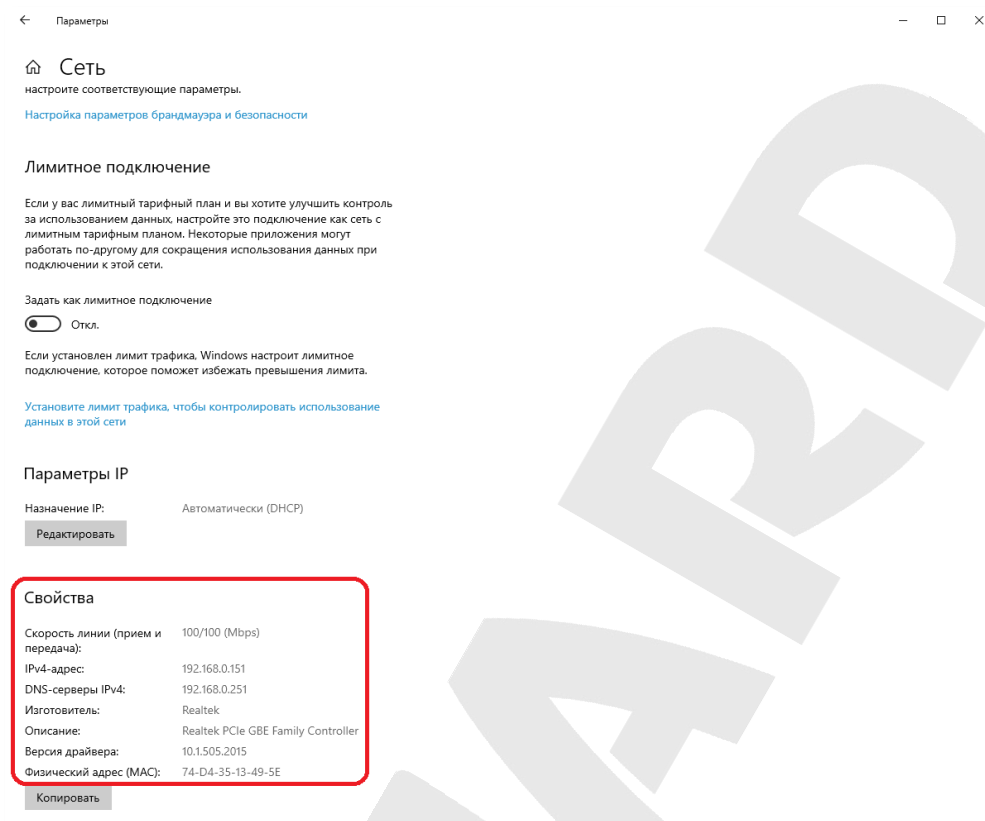 Параметры
Сеть
настроите соответствующие параметры.
Настройка параметров брандмауэра и безопасности
Лимитное подключение
Если у вас лимитный тарифный план и вы хотите улучшить контроль
за использованием данных, настройте это подключение как сеть с
лимитным тарифным планом. Некоторые приложения могут
работать по-другому для сокращения использования данных при
подключении к этой сети.
Задать как лимитное подключение
Откл.
Если установлен лимит трафика, Windows настроит лимитное
подключение, которое поможет избежать превышения лимита.
Установите лимит трафика, чтобы контролировать использование
данных в этой сети
Параметры IP
Назначение IP: Автоматически (DHCP)
Редактировать
Свойства
Скорость линии (прием и 100/100 (Mbps)
передача):
IPv4-адрес: 192.168.0.151
DNS-серверы IPv4: 192.168.0.251
Изготовитель: Realtek
Описание: Realtek PCIe GBE Family Controller
Версия драйвера: 10.1.505.2015
Физический адрес (MAC): 74-D4-35-13-49-5E
Копировать
ARD